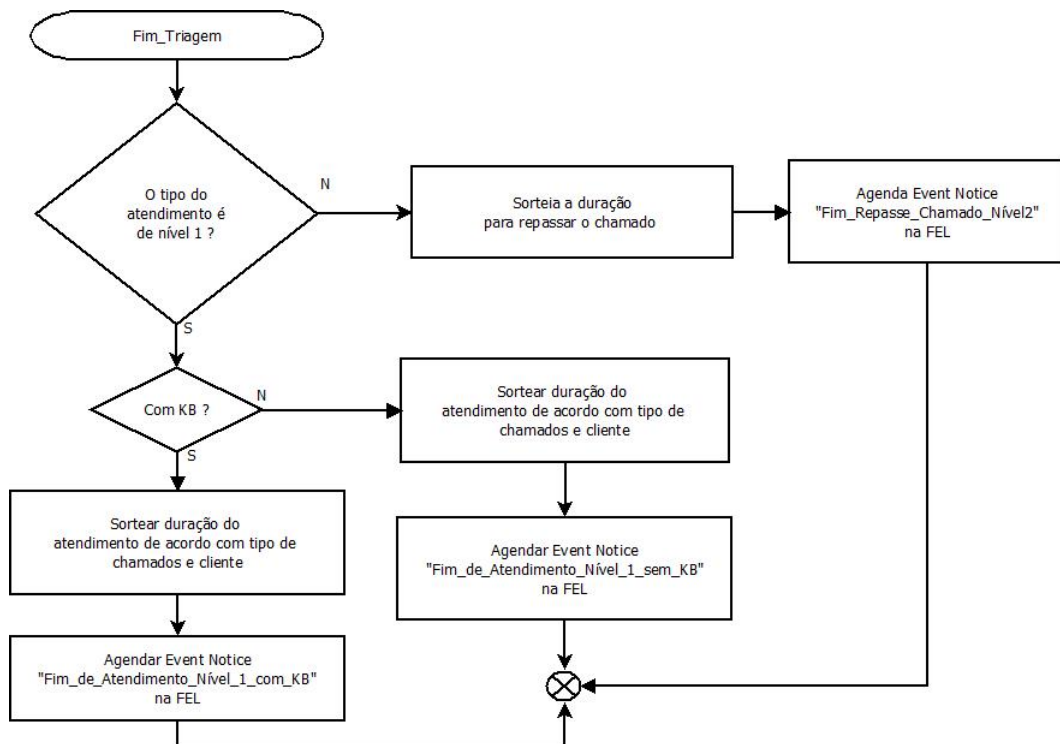 Fim_Triagem
O tipo do
atendimento é
de nível 1 ?
N
Sorteia a duração
para repassar o chamado
Agenda Event Notice
"Fim_Repasse_Chamado_Nível2"
na FEL
S
Com KB ?
N
Sortear duração do
atendimento de acordo com tipo de
chamados e cliente
S
Sortear duração do
atendimento de acordo com tipo de
chamados e cliente
Agendar Event Notice
"Fim_de_Atendimento_Nível_1_sem_KB"
na FEL
Agendar Event Notice
"Fim_de_Atendimento_Nível_1_com_KB"
na FEL